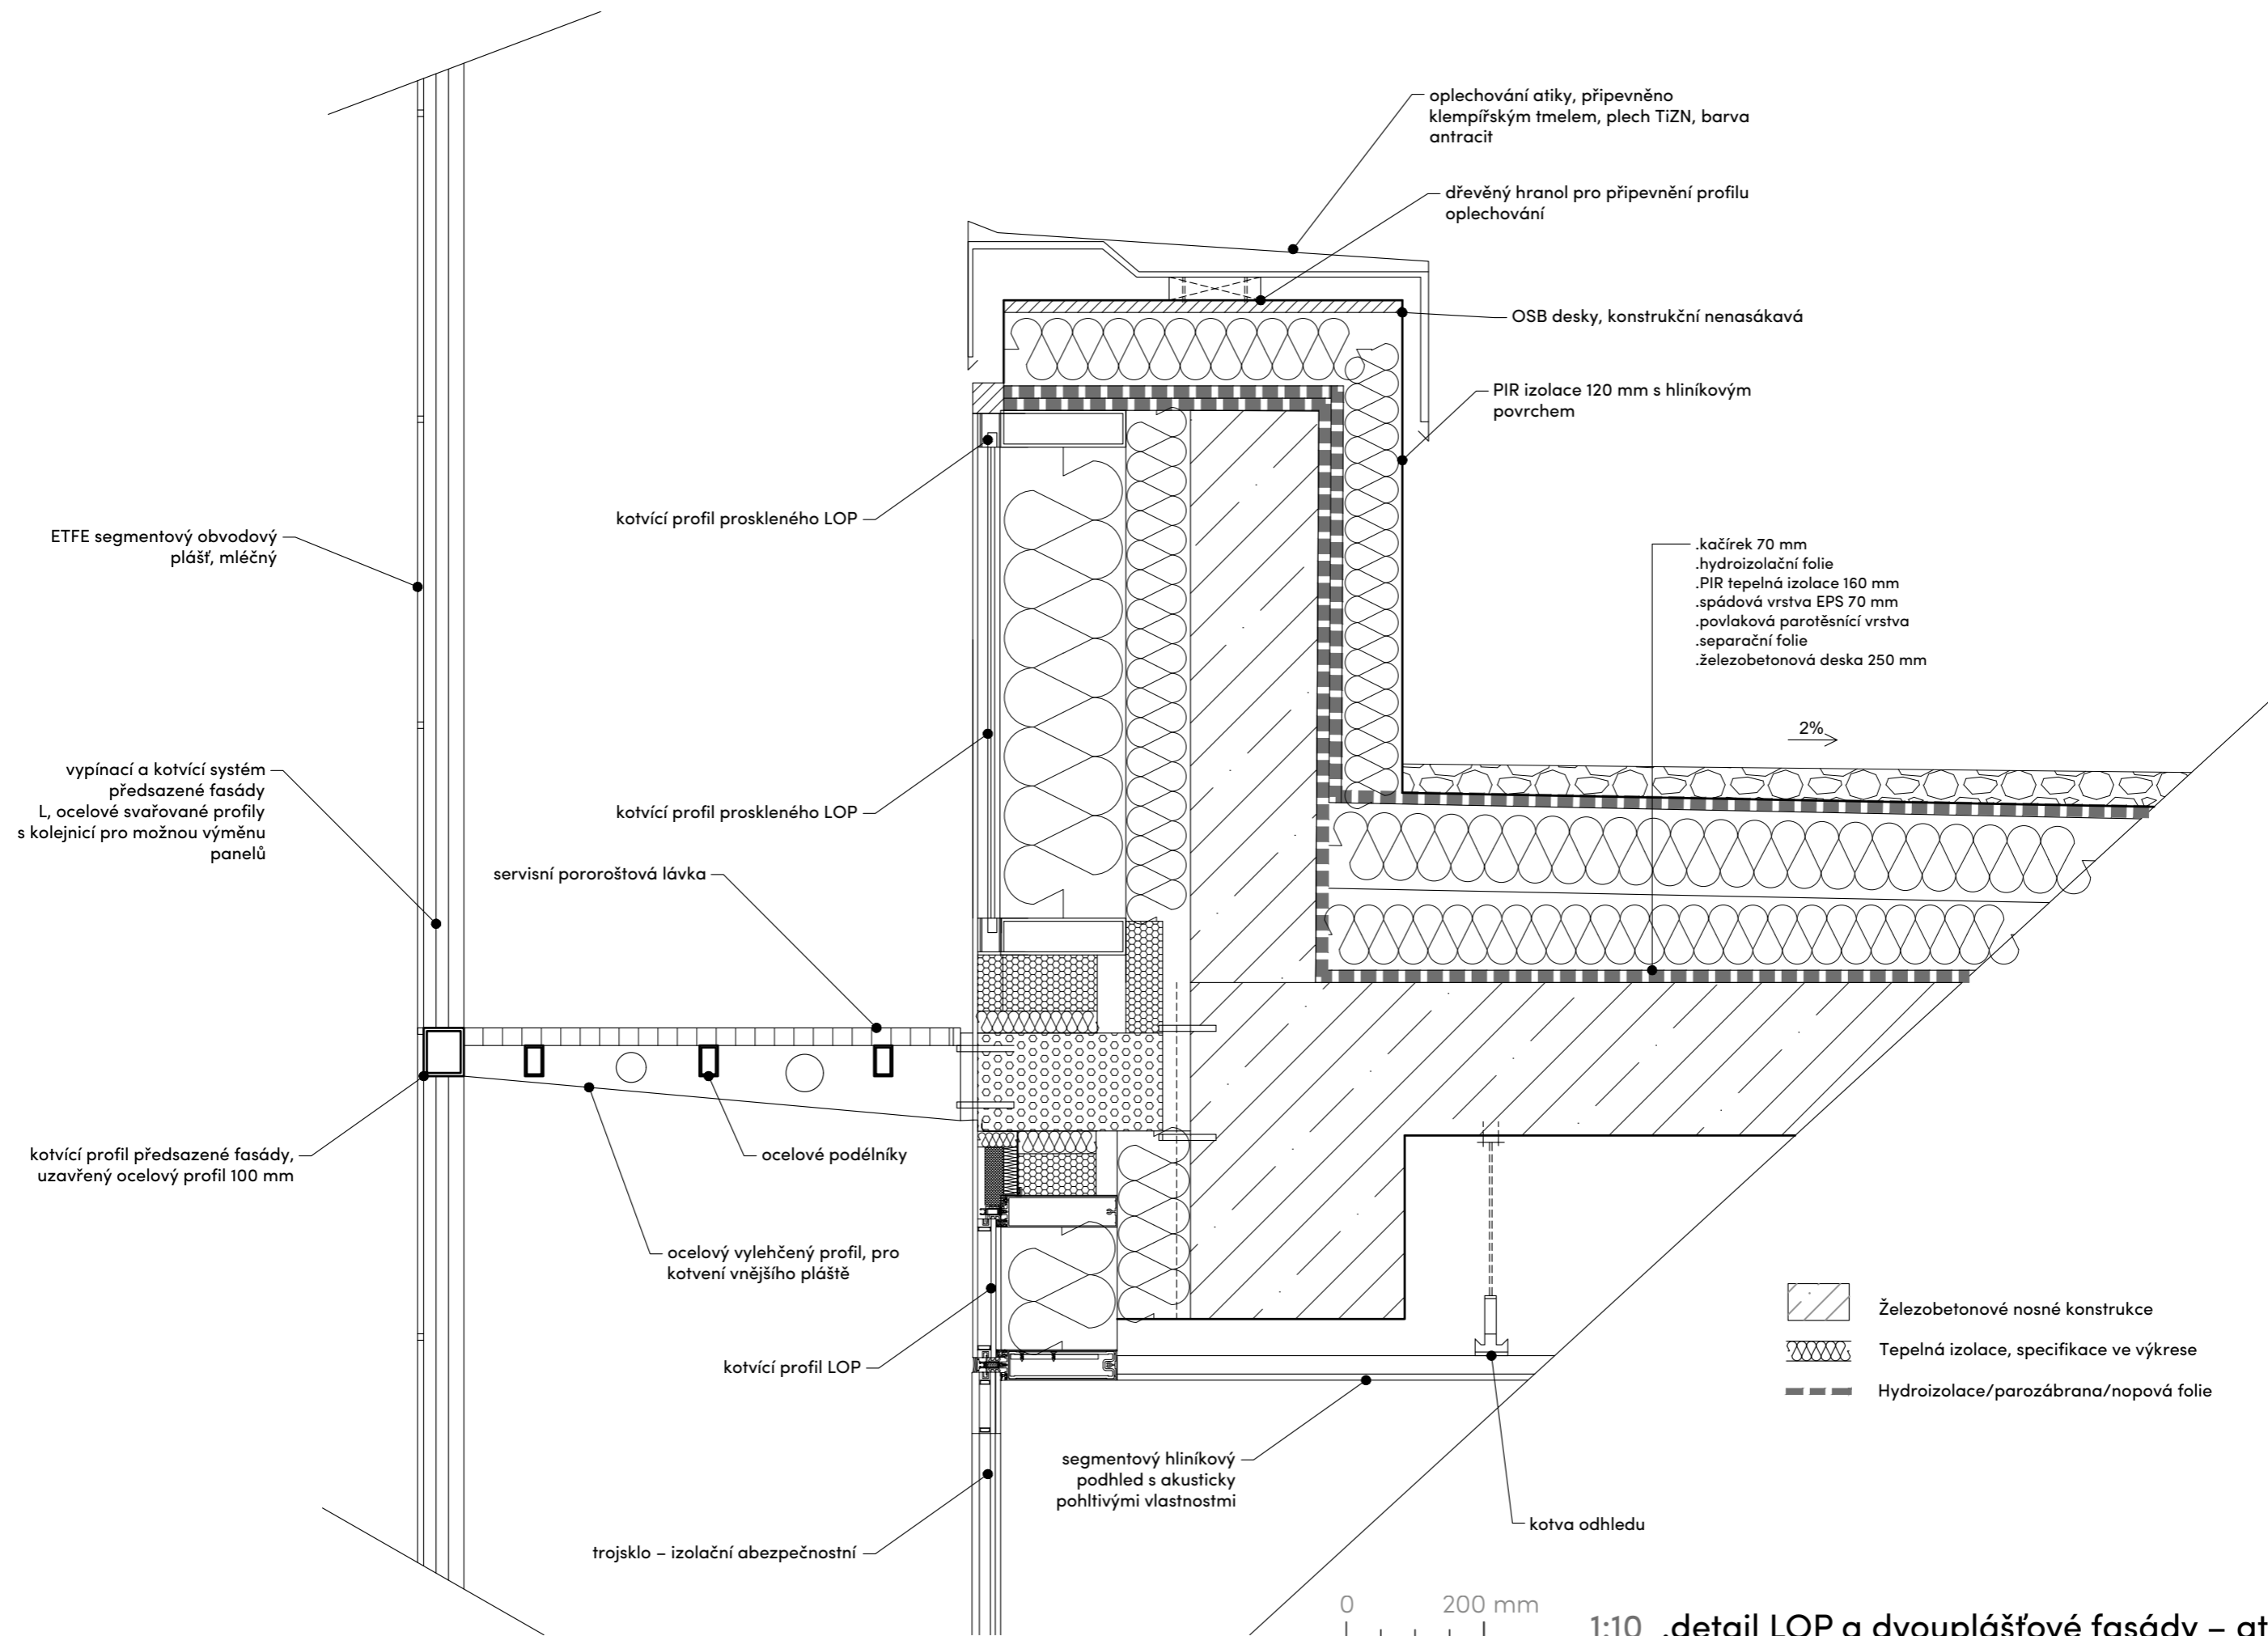 oplechování atiky, připevněno
klempířským tmelem, plech TiZN, barva
antracit
dřevěný hranol pro připevnění profilu
oplechování
OSB desky, konstrukční nenasákavá
PIR izolace 120 mm s hliníkovým
povrchem
kotvící profil proskleného LOP
ETFE segmentový obvodový
plášť, mléčný
.kačírek 70 mm
.hydroizolační folie
.PIR tepelná izolace 160 mm
.spádová vrstva EPS 70 mm
.povlaková parotěsnící vrstva
.separační folie
.železobetonová deska 250 mm
2%
vypínací a kotvící systém
předsazené fasády
L, ocelové svařované profily
s kolejnicí pro možnou výměnu
panelů
kotvící profil proskleného LOP
servisní pororoštová lávka
kotvící profil předsazené fasády,
uzavřený ocelový profil 100 mm
ocelové podélníky
ocelový vylehčený profil, pro
kotvení vnějšího pláště
kotvící profil LOP
Železobetonové nosné konstrukce
Tepelná izolace, specifikace ve výkrese
Hydroizolace/parozábrana/nopová folie
segmentový hliníkový
podhled s akusticky
pohltivými vlastnostmi
kotva odhledu
trojsklo – izolační abezpečnostní
0 200 mm
1:10 .detail LOP a dvouplášťové fasády – at